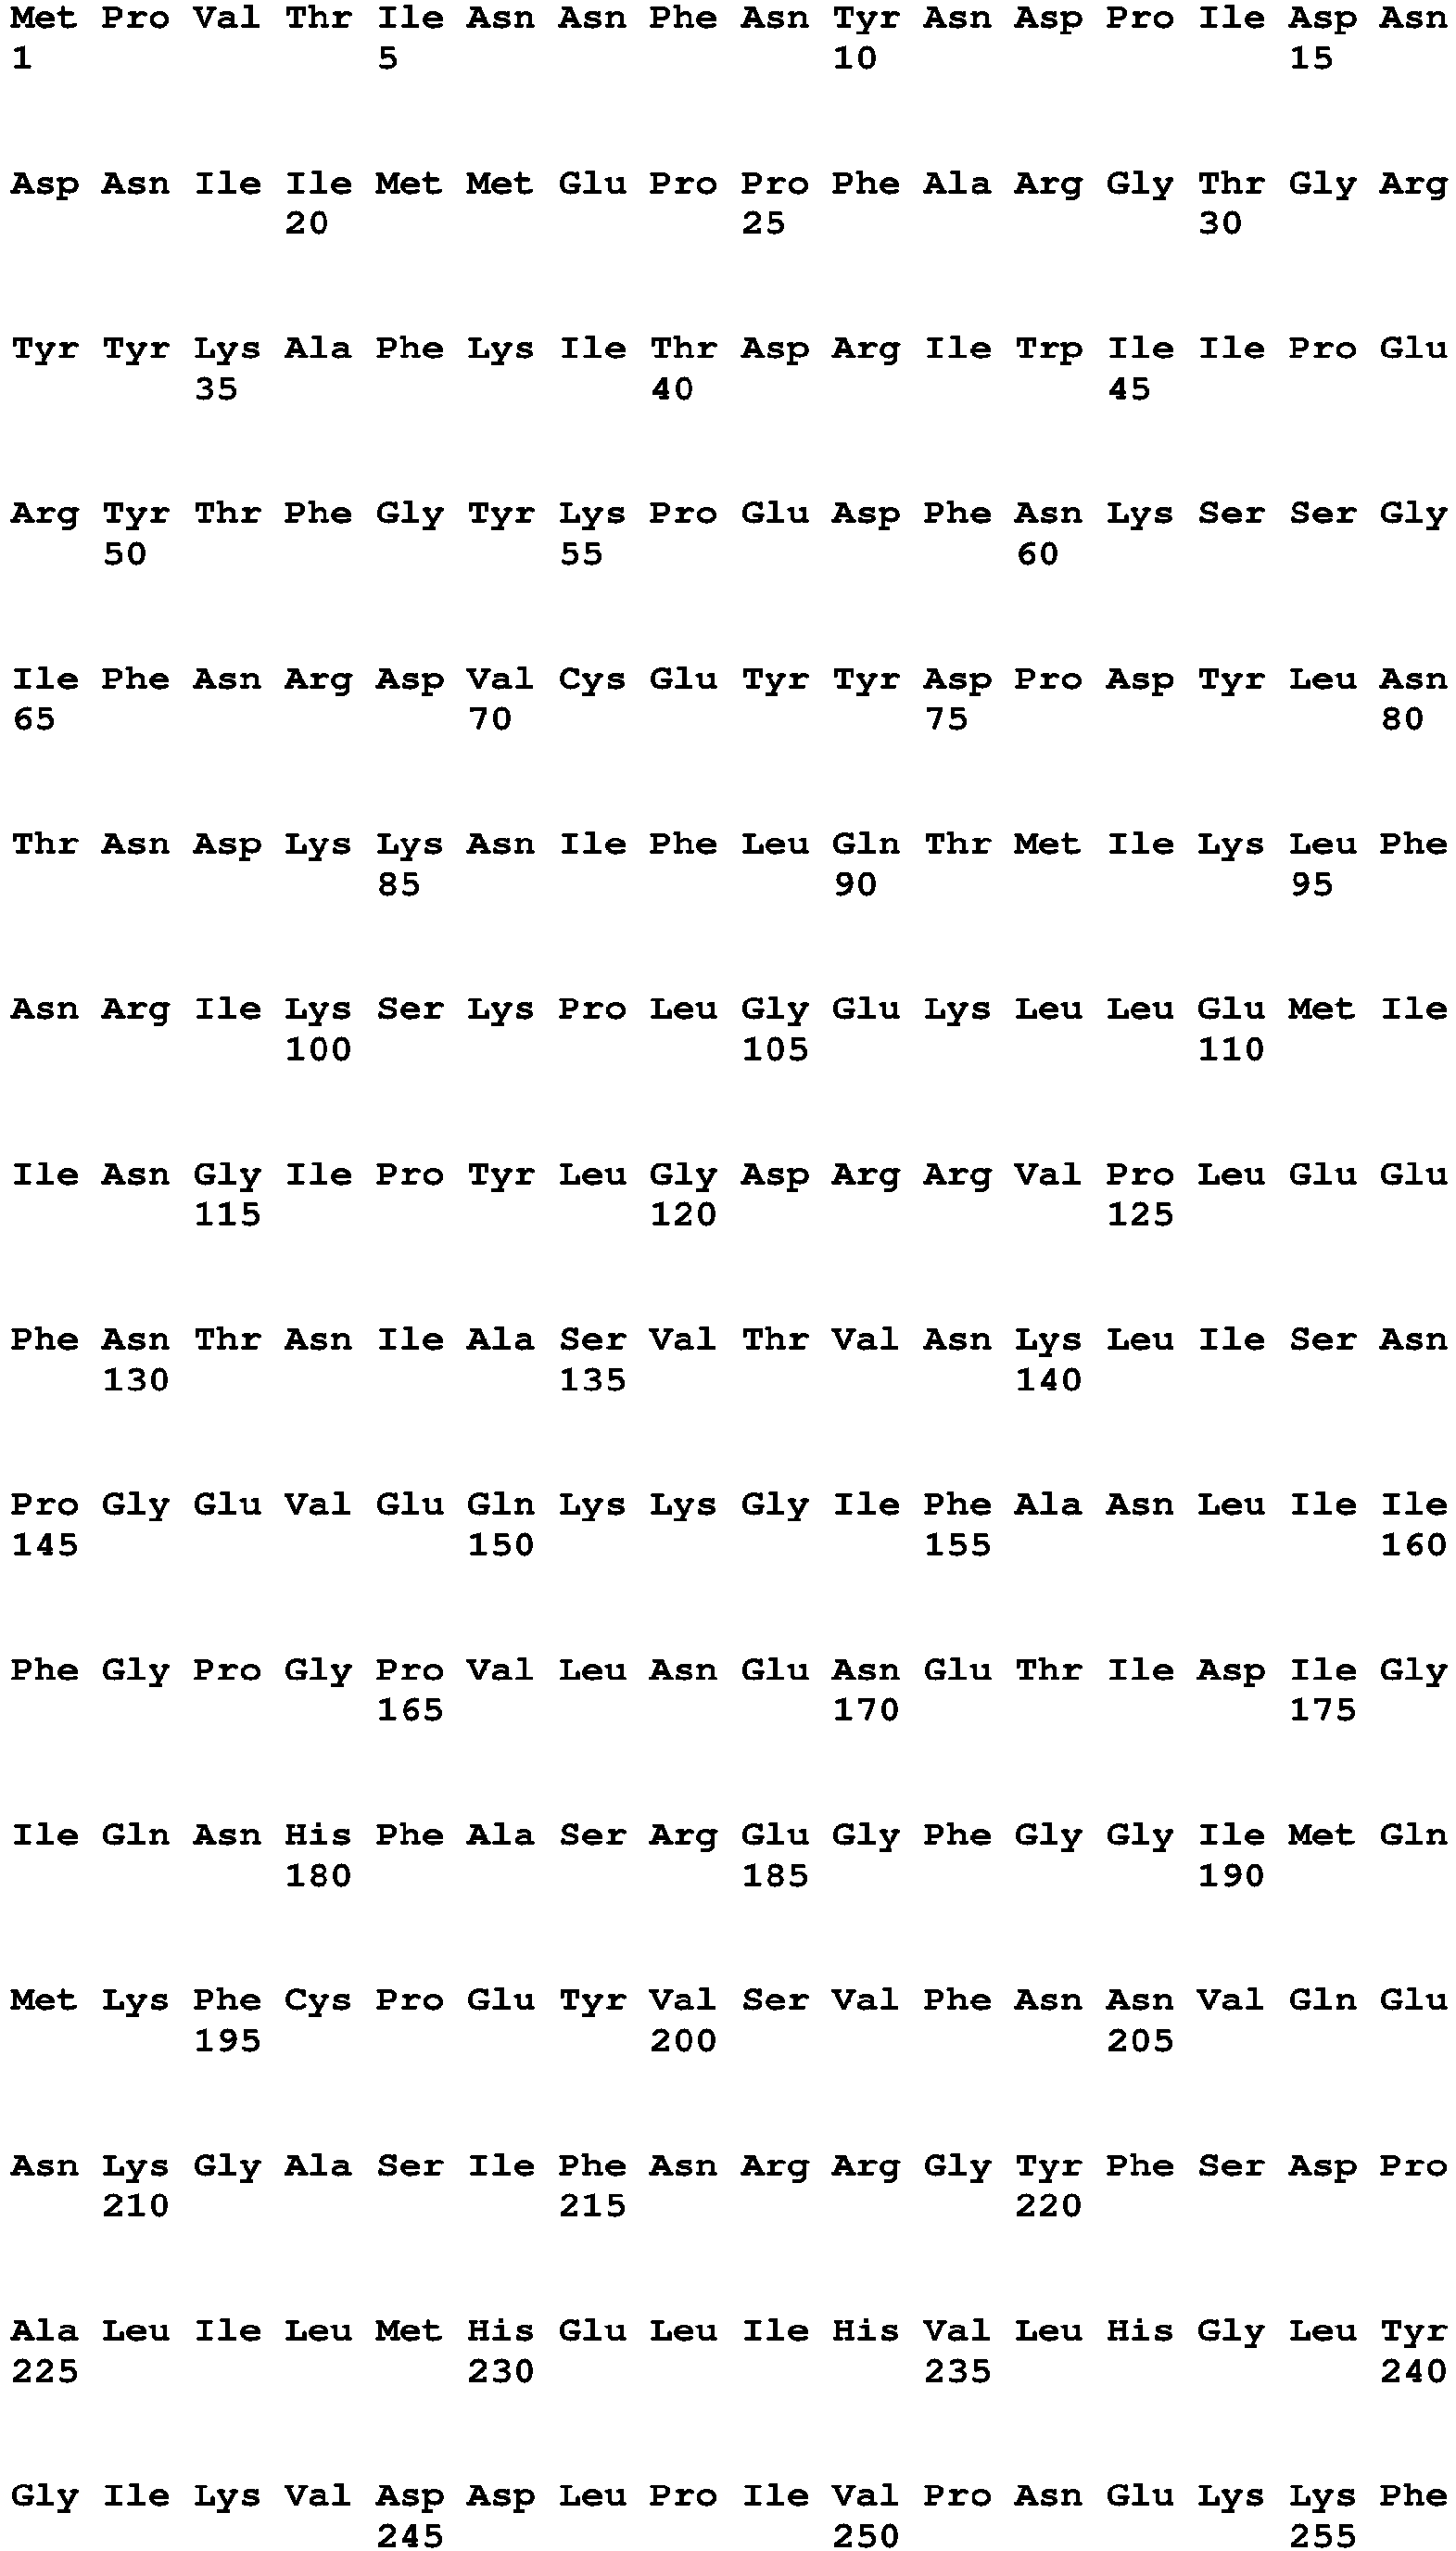 Met Pro Val Thr Ile Asn Asn Phe Asn Tyr Asn Asp Pro Ile Asp Asn
1 5 10 15
Asp Asn Ile Ile Met Met Glu Pro Pro Phe Ala Arg Gly Thr Gly Arg
20 25 30
Tyr Tyr Lys Ala Phe Lys Ile Thr Asp Arg Ile Trp Ile Ile Pro Glu
35 40 45
Arg Tyr Thr Phe Gly Tyr Lys Pro Glu Asp Phe Asn Lys Ser Ser Gly
50 55 60
Ile Phe Asn Arg Asp Val Cys Glu Tyr Tyr Asp Pro Asp Tyr Leu Asn
65 70 75 80
Thr Asn Asp Lys Lys Asn Ile Phe Leu Gln Thr Met Ile Lys Leu Phe
85 90 95
Asn Arg Ile Lys Ser Lys Pro Leu Gly Glu Lys Leu Leu Glu Met Ile
100 105 110
Ile Asn Gly Ile Pro Tyr Leu Gly Asp Arg Arg Val Pro Leu Glu Glu
115 120 125
Phe Asn Thr Asn Ile Ala Ser Val Thr Val Asn Lys Leu Ile Ser Asn
130 135 140
Pro Gly Glu Val Glu Gln Lys Lys Gly Ile Phe Ala Asn Leu Ile Ile
145 150 155 160
Phe Gly Pro Gly Pro Val Leu Asn Glu Asn Glu Thr Ile Asp Ile Gly
165 170 175
Ile Gln Asn His Phe Ala Ser Arg Glu Gly Phe Gly Gly Ile Met Gln
180 185 190
Met Lys Phe Cys Pro Glu Tyr Val Ser Val Phe Asn Asn Val Gln Glu
195 200 205
Asn Lys Gly Ala Ser Ile Phe Asn Arg Arg Gly Tyr Phe Ser Asp Pro
210 215 220
Ala Leu Ile Leu Met His Glu Leu Ile His Val Leu His Gly Leu Tyr
225 230 235 240
Gly Ile Lys Val Asp Asp Leu Pro Ile Val Pro Asn Glu Lys Lys Phe
245 250 255